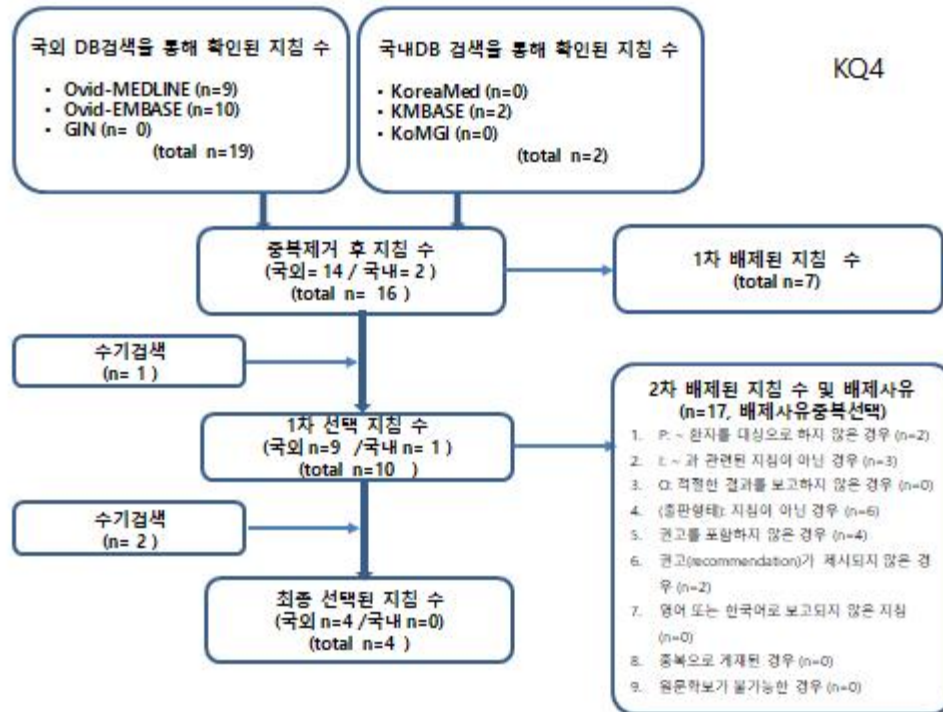 국외 DB검색을 통해 확인된 지침 수
• Ovid-MEDLINE (n=9)
• Ovid-EMBASE (n=10)
• GIN (n= 0)
(total n=19)
국내DB 검색을 통해 확인된 지침 수
• KoreaMed (n=0)
• KMBASE (n=2)
• KoMGI (n=0)
(total n=2)
KQ4
중복제거 후 지침 수
(국외= 14 / 국내= 2 )
(total n= 16 )
1차 배제된 지침 수
(total n=7)
수기검색
(n= 1 )
1차 선택 지침 수
(국외 n=9 /국내 n= 1 )
total n=10 )
2차 배제된 지침 수 및 배제사유
(n=17, 배제사유중복선택)
1. P: ~ 환자를 대상으로 하지 않은 경우 (n=2)
2. I: ~ 과 관련된 지침이 아닌 경우 (n=3)
3. O: 적절한 결과를 보고하지 않은 경우 (n=0)
4. (출판형태): 지침이 아닌 경우 (n=6)
5. 권고를 포함하지 않은 경우 (n=4)
6. 권고(recommendation)가 제시되지 않은 경
우 (n=2)
7. 영어 또는 한국어로 보고되지 않은 지침
(n=0)
8. 중복으로 게재된 경우 (n=0)
9. 원문확보가 불가능한 경우 (n=0)
수기검색
(n= 2 )
최종 선택된 지침 수
(국외 n=4 /국내 n=0)
(total n=4 )